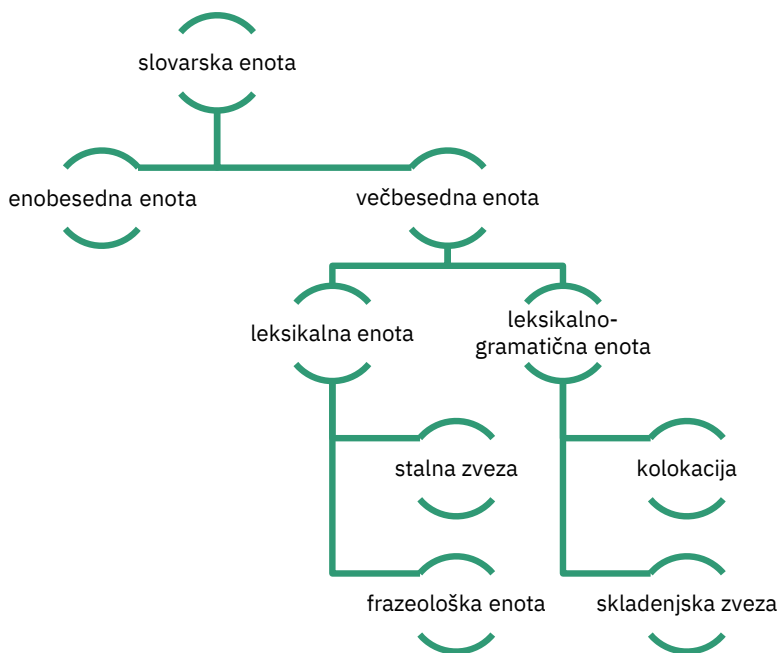 slovarska enota
enobesedna enota
večbesedna enota
leksikalna enota
leksikalno-
gramatična enota
stalna zveza
kolokacija
frazeološka enota
skladenjska zveza